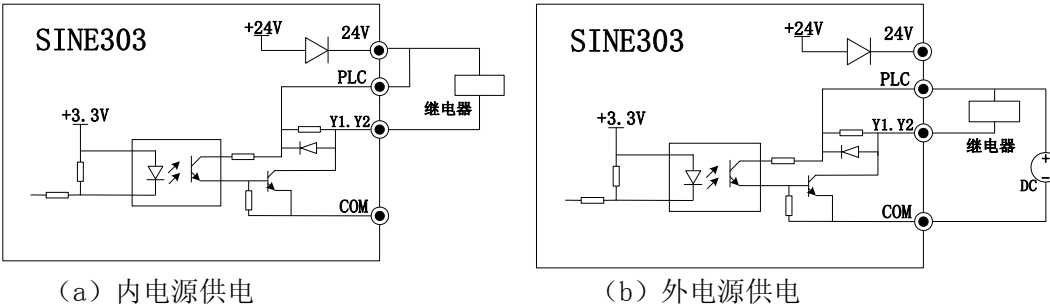 SINE303
+24V
24V
PLC
继电器
+3.3V
Y1.Y2
COM
(a)内电源供电
SINE303
+24V
24V
PLC
+3.3V
Y1.Y2
继电器
+
DC
−
COM
(b)外电源供电